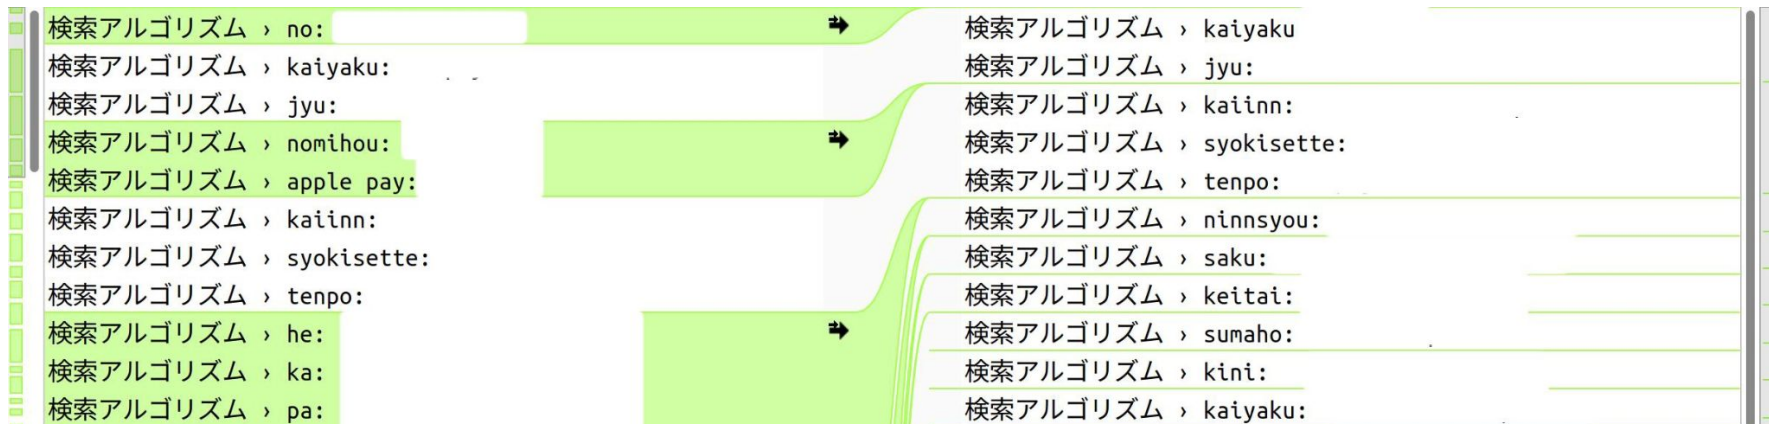 検索アルゴリズム › no:
検索アルゴリズム › kaiyaku:
検索アルゴリズム › jyu:
検索アルゴリズム › nomihou:
検索アルゴリズム › apple pay:
検索アルゴリズム › kaiinn:
検索アルゴリズム › syokisette:
検索アルゴリズム › tenpo:
検索アルゴリズム › he:
検索アルゴリズム › ka:
検索アルゴリズム › pa:
検索アルゴリズム › kaiyaku
検索アルゴリズム › jyu:
検索アルゴリズム › kaiinn:
検索アルゴリズム › syokisette:
検索アルゴリズム › tenpo:
検索アルゴリズム › ninnsyou:
検索アルゴリズム › saku:
検索アルゴリズム › keitai:
検索アルゴリズム › sumaho:
検索アルゴリズム › kini:
検索アルゴリズム › kaiyaku: